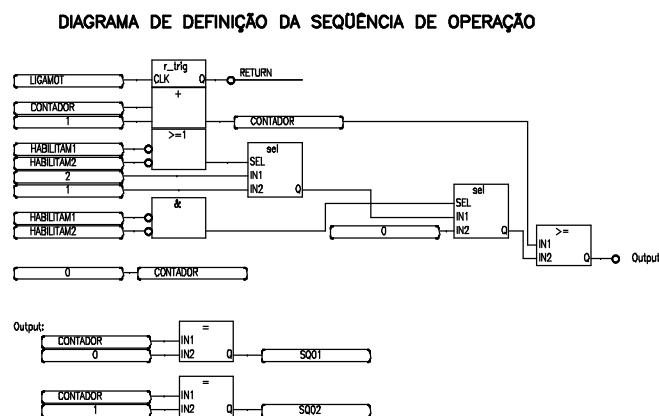 DIAGRAMA DE DEFINIÇÃO DA SEQÜÊNCIA DE OPERAÇÃO
r_trig
LIGAMOT
CLK Q
RETURN
+
CONTADOR
1
CONTADOR
>=1
HABILITAM1
HABILITAM2
2
1
sel
SEL
IN1
IN2 Q
HABILITAM1
HABILITAM2
&
0
sel
SEL
IN1
IN2 Q
>=
IN1
IN2 Q
Output
0
CONTADOR
Output:
=
CONTADOR
0
IN1
IN2 Q
SQ01
=
CONTADOR
1
IN1
IN2 Q
SQ02